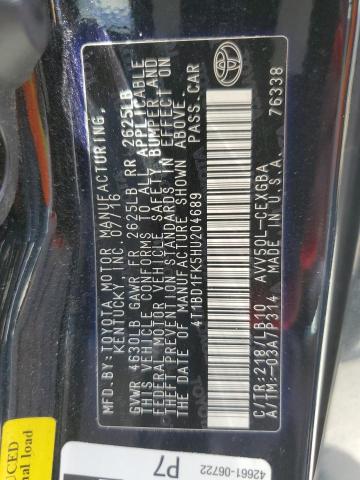 MFD.BY:TOYOTA MOTOR MANUFACTURING,
KENTUCKY, INC. 07/16
GVWR 4630LB GAWR FR 2625LB RR 2625LB
THIS VEHICLE CONFORMS TO ALL APPLICABLE
FEDERAL MOTOR VEHICLE SAFETY, BUMPER AND
THEFT PREVENTION STANDARDS IN EFFECT ON
THE DATE OF MANUFACTURE SHOWN ABOVE.
4T1BD1FK5HU204689 PASS.CAR
C/TR:218/LB10 AVV50L-CEXGBA
A/TM:-03A/P314 MADE IN U.S.A. 76338
UCED
nal load
42661-06722
P7